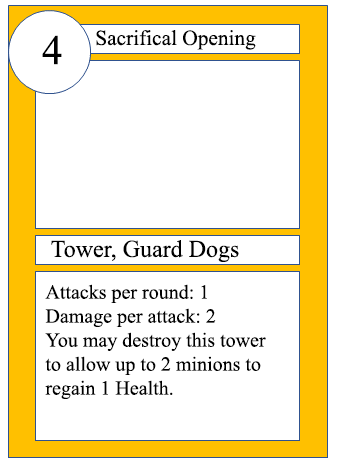 4
Sacrifical Opening
Tower, Guard Dogs
Attacks per round: 1
Damage per attack: 2
You may destroy this tower
to allow up to 2 minions to
regain 1 Health.